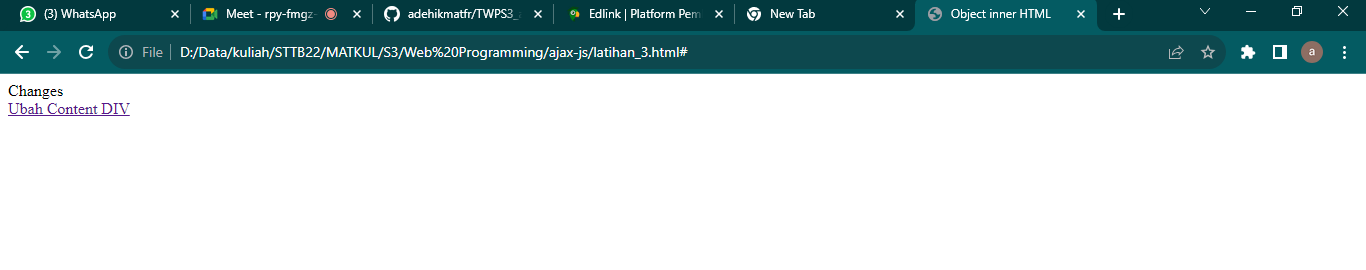 (3) WhatsApp
Meet - rpy-fmgz-
adehikmatfr/TWPS3_
Edlink | Platform Pem
New Tab
Object inner HTML
File
D:/Data/kuliah/STTB22/MATKUL/S3/Web%20Programming/ajax-js/latihan_3.html#
a
Changes
Ubah Content DIV